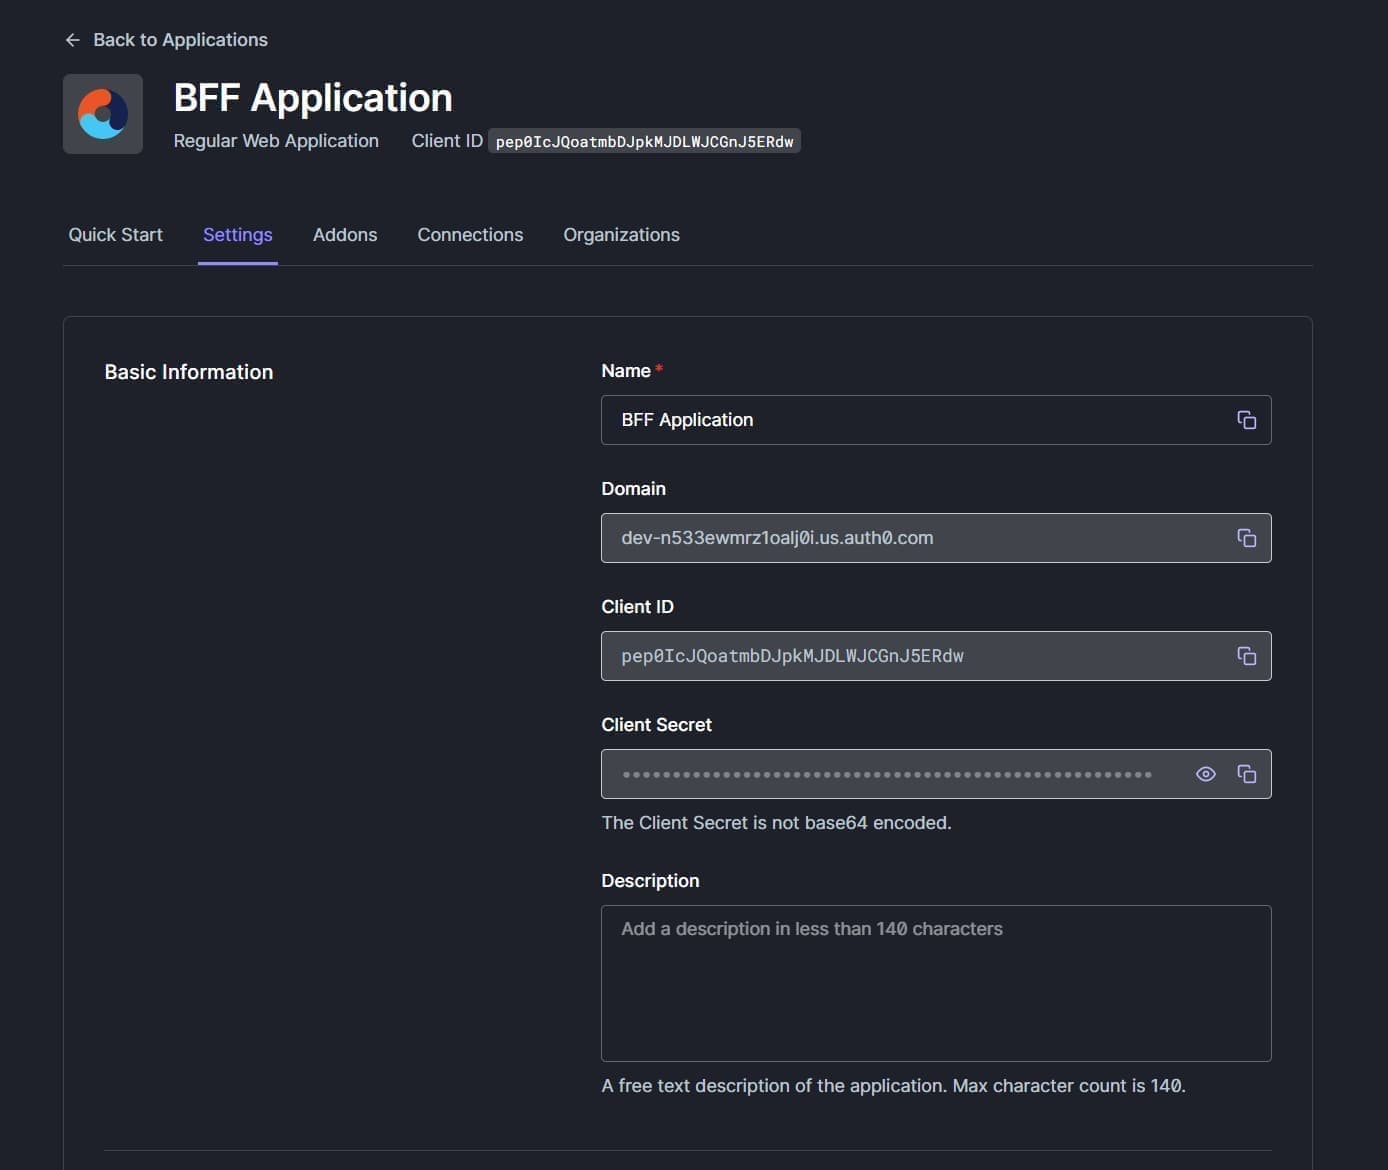 Back to Applications
BFF Application
Regular Web Application Client ID pep0IcJQoatmbDJpkMJDLWJCGnJ5ERdw
Quick Start Settings Addons Connections Organizations
Basic Information
Name *
BFF Application
Domain
dev-n533ewmrz1oalj0i.us.auth0.com
Client ID
pep0IcJQoatmbDJpkMJDLWJCGnJ5ERdw
Client Secret
The Client Secret is not base64 encoded.
Description
Add a description in less than 140 characters
A free text description of the application. Max character count is 140.